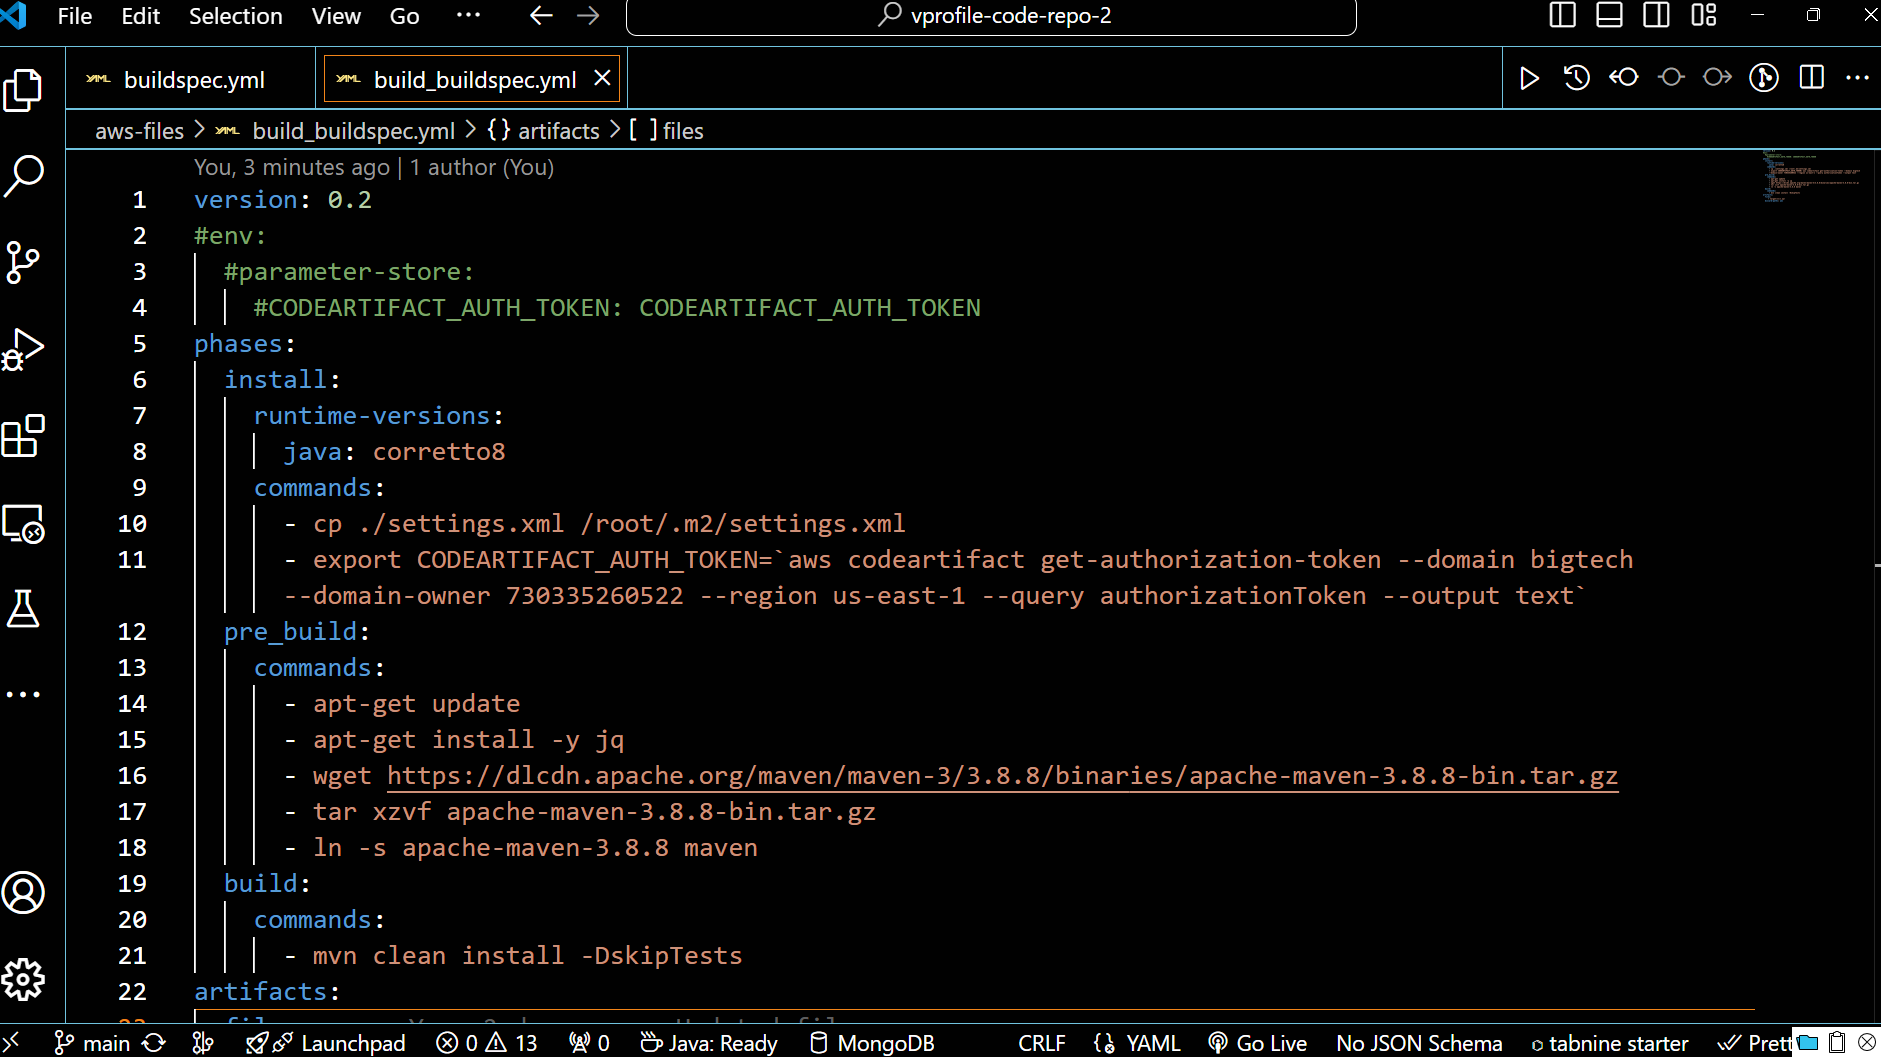 File Edit Selection View Go ··· vprofile-code-repo-2
buildspec.yml build_buildspec.yml
aws-files > build_buildspec.yml > {} artifacts > [ ] files
You, 3 minutes ago | 1 author (You)
1 version: 0.2
2 #env:
3 #parameter-store:
4 #CODEARTIFACT_AUTH_TOKEN: CODEARTIFACT_AUTH_TOKEN
5 phases:
6 install:
7 runtime-versions:
8 java: corretto8
9 commands:
10 - cp ./settings.xml /root/.m2/settings.xml
11 - export CODEARTIFACT_AUTH_TOKEN=`aws codeartifact get-authorization-token --domain bigtech
--domain-owner 730335260522 --region us-east-1 --query authorizationToken --output text`
12 pre_build:
13 commands:
14 - apt-get update
15 - apt-get install -y jq
16 - wget https://dlcdn.apache.org/maven/maven-3/3.8.8/binaries/apache-maven-3.8.8-bin.tar.gz
17 - tar xzvf apache-maven-3.8.8-bin.tar.gz
18 - ln -s apache-maven-3.8.8 maven
19 build:
20 commands:
21 - mvn clean install -DskipTests
22 artifacts:
main Launchpad 0 13 0 Java: Ready MongoDB CRLF YAML Go Live No JSON Schema tabnine starter Prett